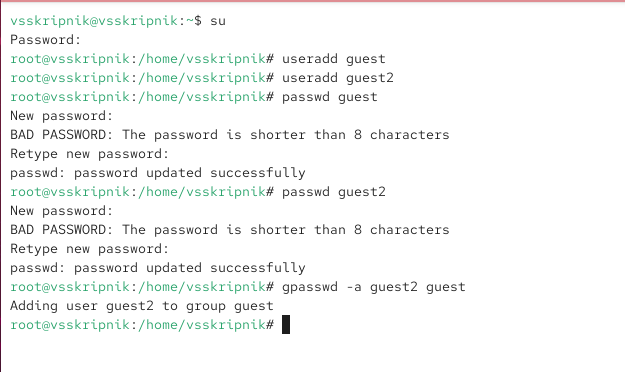 vsskripnik@vsskripnik:~$ su
Password:
root@vsskripnik:/home/vsskripnik# useradd guest
root@vsskripnik:/home/vsskripnik# useradd guest2
root@vsskripnik:/home/vsskripnik# passwd guest
New password:
BAD PASSWORD: The password is shorter than 8 characters
Retype new password:
passwd: password updated successfully
root@vsskripnik:/home/vsskripnik# passwd guest2
New password:
BAD PASSWORD: The password is shorter than 8 characters
Retype new password:
passwd: password updated successfully
root@vsskripnik:/home/vsskripnik# gpasswd -a guest2 guest
Adding user guest2 to group guest
root@vsskripnik:/home/vsskripnik#